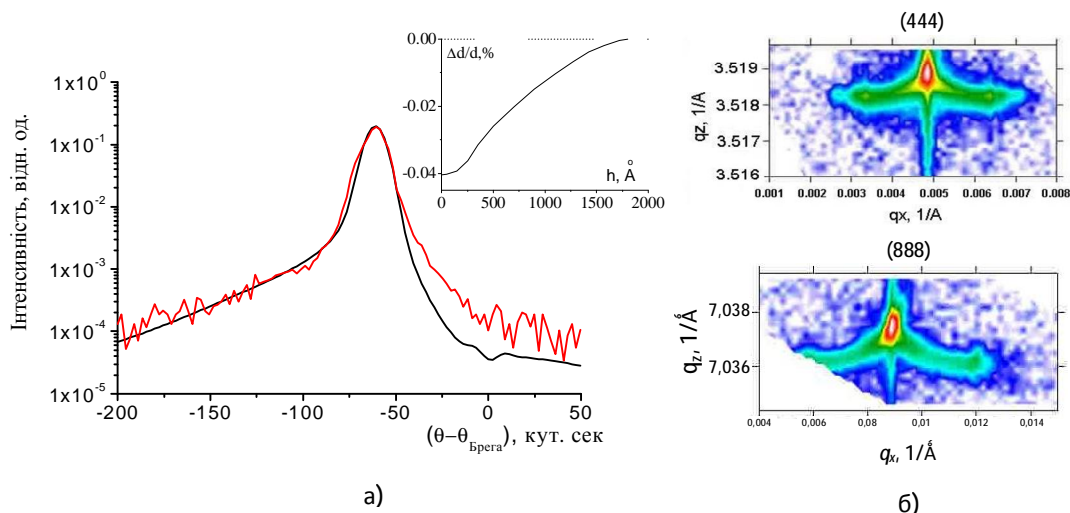 0.00
Δd/d,%
-0.02
-0.04
0 500 1000 1500 2000
h, Å
Інтенсивність, відн. од.
1x10⁰
1x10⁻¹
1x10⁻²
1x10⁻³
1x10⁻⁴
1x10⁻⁵
-200 -150 -100 -50 0 50
(θ–θБрега), кут. сек
а)
(444)
qz, 1/A
3.519
3.518
3.517
3.516
0.001 0.002 0.003 0.004 0.005 0.006 0.007 0.008
qx, 1/A
(888)
qz, 1/Å
7,038
7,036
0,004 0,006 0,008 0,01 0,012 0,014
qx, 1/Å
б)